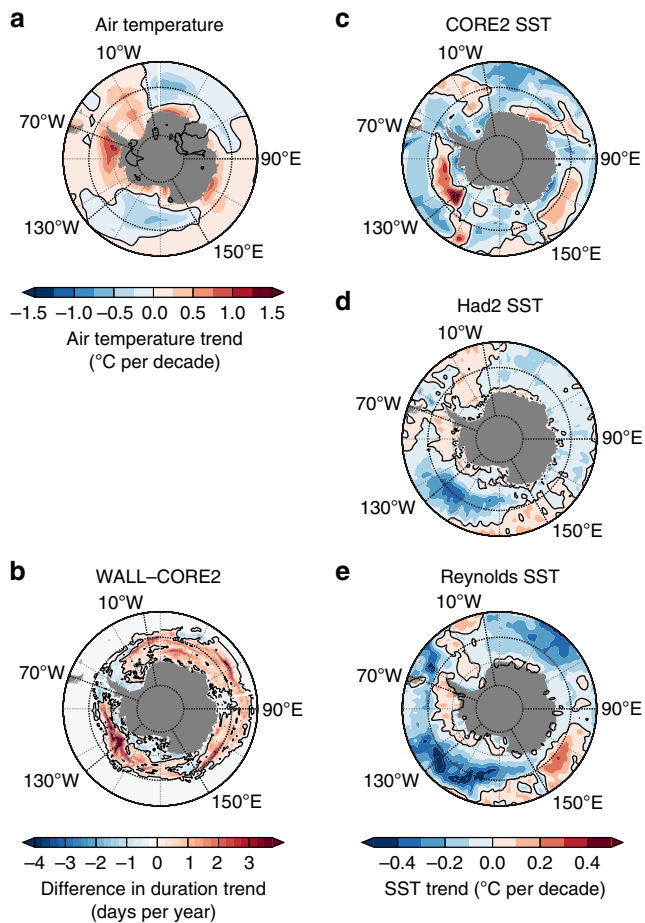 a
Air temperature
10°W
70°W
90°E
130°W
150°E
−1.5 −1.0 −0.5 0.0 0.5 1.0 1.5
Air temperature trend
(°C per decade)
b
WALL–CORE2
10°W
70°W
90°E
130°W
150°E
−4 −3 −2 −1 0 1 2 3
Difference in duration trend
(days per year)
c
CORE2 SST
10°W
70°W
90°E
130°W
150°E
d
Had2 SST
10°W
70°W
90°E
130°W
150°E
e
Reynolds SST
10°W
70°W
90°E
130°W
150°E
−0.4 −0.2 0.0 0.2 0.4
SST trend (°C per decade)